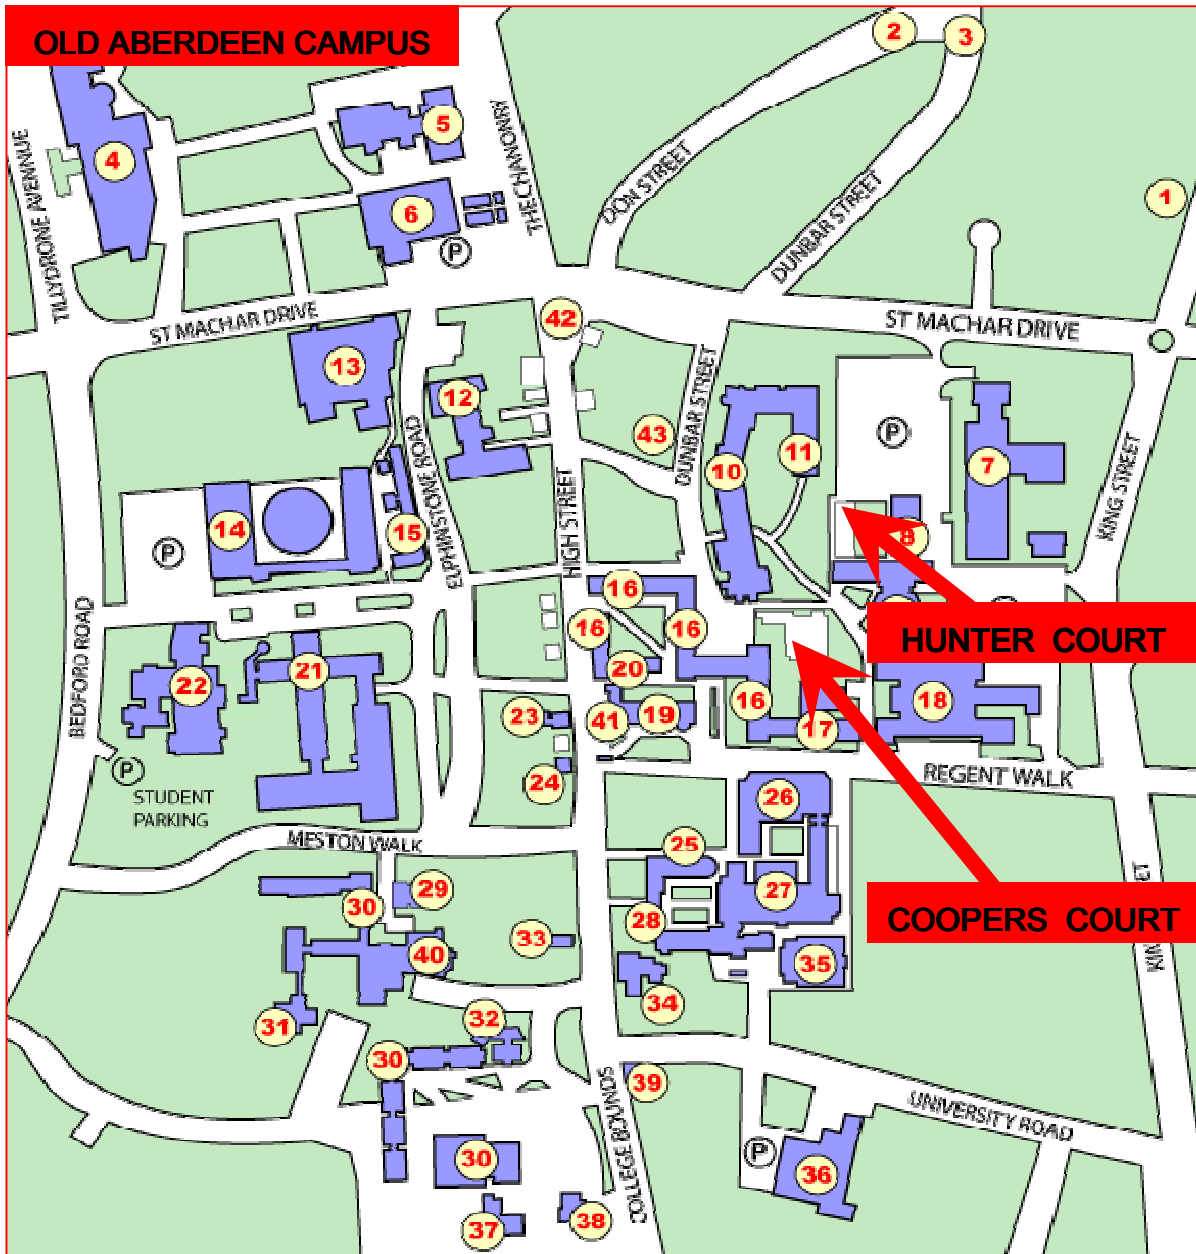 OLD ABERDEEN CAMPUS
2
3
5
4
1
6
P
TILLYDRONE AVENNUE
THE CHANONRY
DON STREET
DUNBAR STREET
ST MACHAR DRIVE
ST MACHAR DRIVE
42
13
12
43
DUNBAR STREET
11
10
P
7
KING STREET
14
15
P
ELPHINSTONE ROAD
HIGH STREET
8
HUNTER COURT
16
16
16
20
BEDFORD ROAD
22
21
23
41
19
16
17
18
24
P
STUDENT
PARKING
REGENT WALK
MESTON WALK
26
25
29
30
27
28
COOPERS COURT
33
40
35
34
31
32
30
39
COLLEGE BOUNDS
UNIVERSITY ROAD
P
30
36
37
38